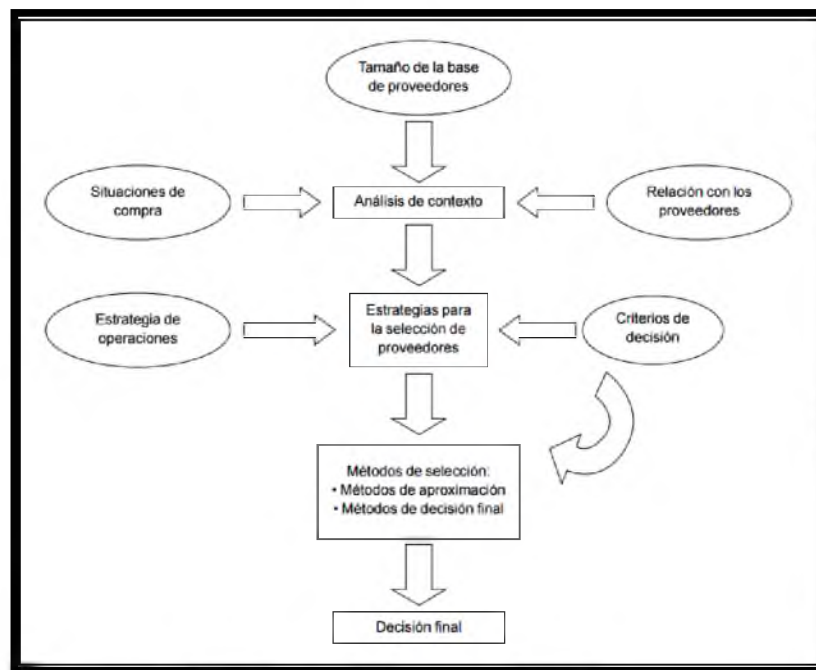 Tamaño de la base
de proveedores
Situaciones de
compra
Análisis de contexto
Relación con los
proveedores
Estrategia de
operaciones
Estrategias para
la selección de
proveedores
Criterios de
decisión
Métodos de selección:
• Métodos de aproximación
• Métodos de decisión final
Decisión final